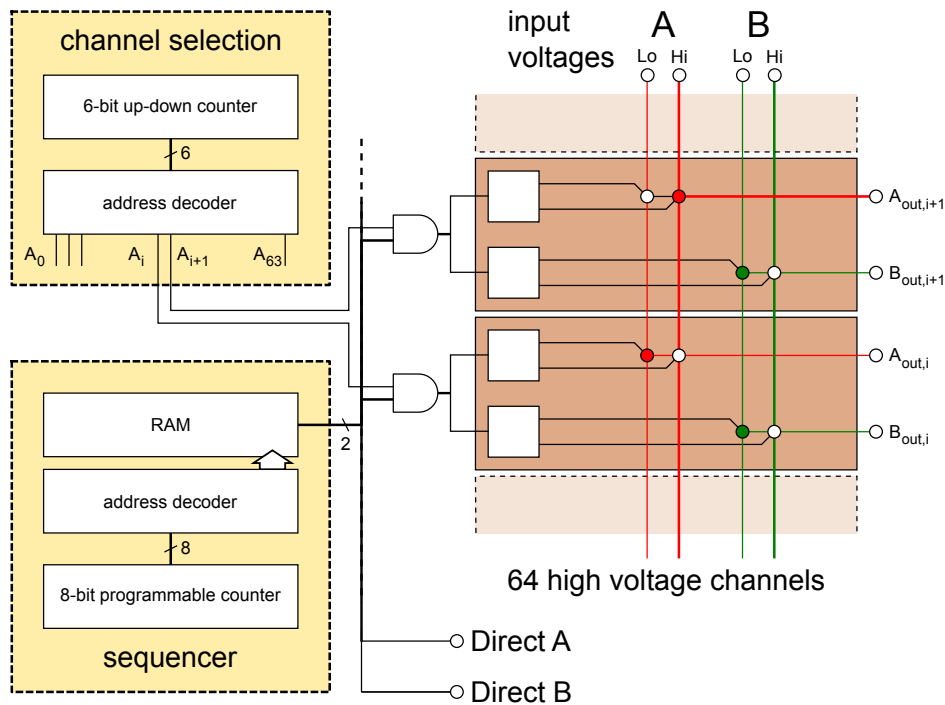 channel selection
6-bit up-down counter
6
address decoder
A0
Ai
Ai+1
A63
RAM
2
address decoder
8
8-bit programmable counter
sequencer
input
voltages
A
B
Lo
Hi
Lo
Hi
Aout,i+1
Bout,i+1
Aout,i
Bout,i
64 high voltage channels
Direct A
Direct B